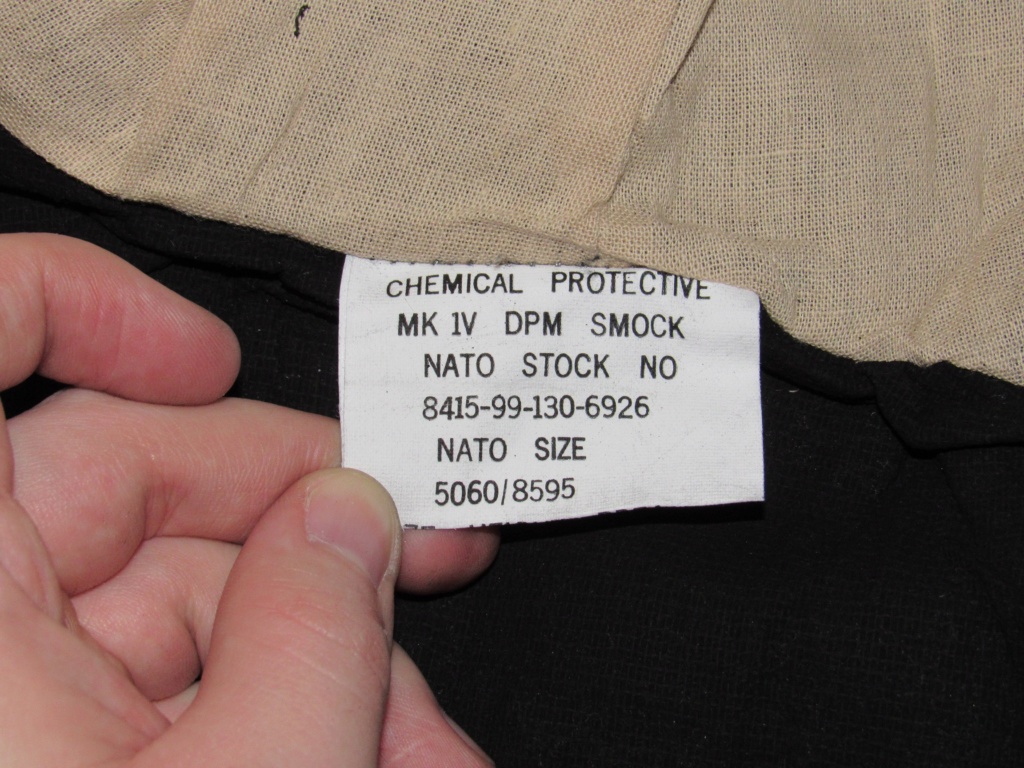 CHEMICAL PROTECTIVE
MK 1V DPM SMOCK
NATO STOCK NO
8415-99-130-6926
NATO SIZE
5060/8595